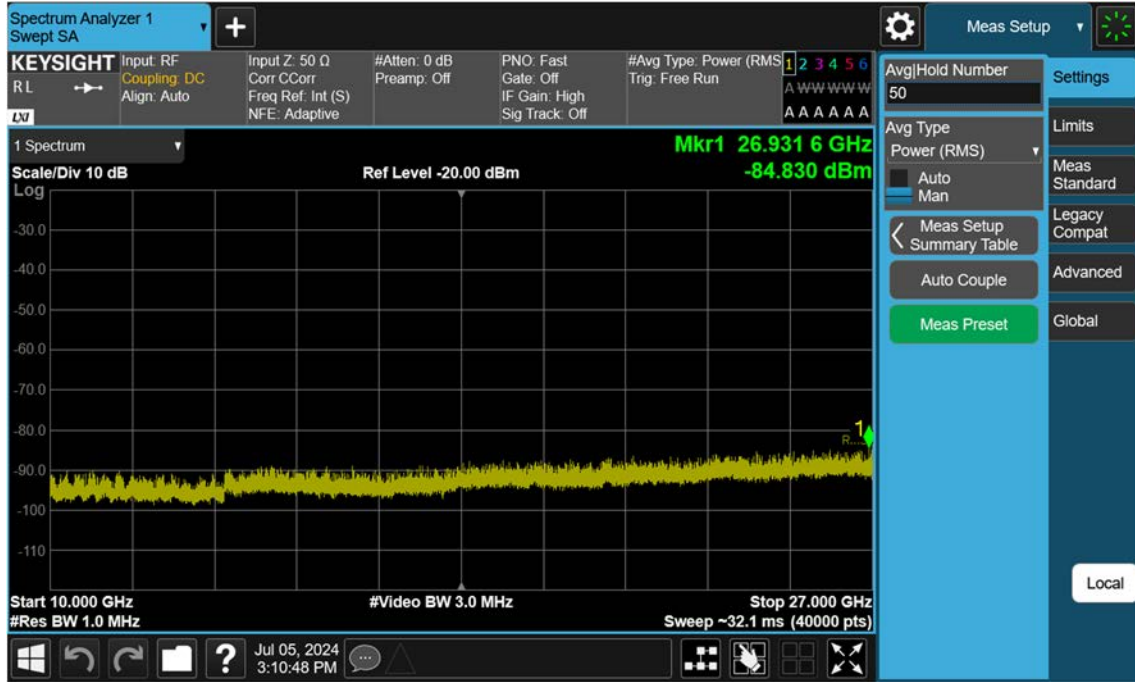 Spectrum Analyzer 1
Swept SA
Meas Setup
KEYSIGHT
R L
LXI
Input: RF
Coupling: DC
Align: Auto
Input Z: 50 Ω
Corr CCorr
Freq Ref: Int (S)
NFE: Adaptive
#Atten: 0 dB
Preamp: Off
PNO: Fast
Gate: Off
IF Gain: High
Sig Track: Off
#Avg Type: Power (RMS
Trig: Free Run
1 2 3 4 5 6
A W W W W W
A A A A A A
1 Spectrum
Scale/Div 10 dB
Log
Ref Level -20.00 dBm
Mkr1 26.931 6 GHz
-84.830 dBm
-30.0
-40.0
-50.0
-60.0
-70.0
-80.0
-90.0
-100
-110
1
R...
Start 10.000 GHz
#Res BW 1.0 MHz
#Video BW 3.0 MHz
Stop 27.000 GHz
Sweep ~32.1 ms (40000 pts)
Avg|Hold Number
50
Avg Type
Power (RMS)
Auto
Man
Meas Setup
Summary Table
Auto Couple
Meas Preset
Settings
Limits
Meas
Standard
Legacy
Compat
Advanced
Global
Local
?
Jul 05, 2024
3:10:48 PM